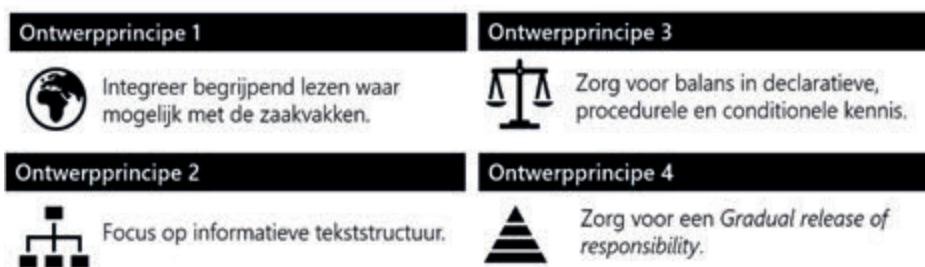 Ontwerpprincipe 1
Integreer begrijpend lezen waar
mogelijk met de zaakvakken.
Ontwerpprincipe 2
Focus op informatieve tekststructuur.
Ontwerpprincipe 3
Zorg voor balans in declaratieve,
procedurele en conditionele kennis.
Ontwerpprincipe 4
Zorg voor een Gradual release of
responsibility.